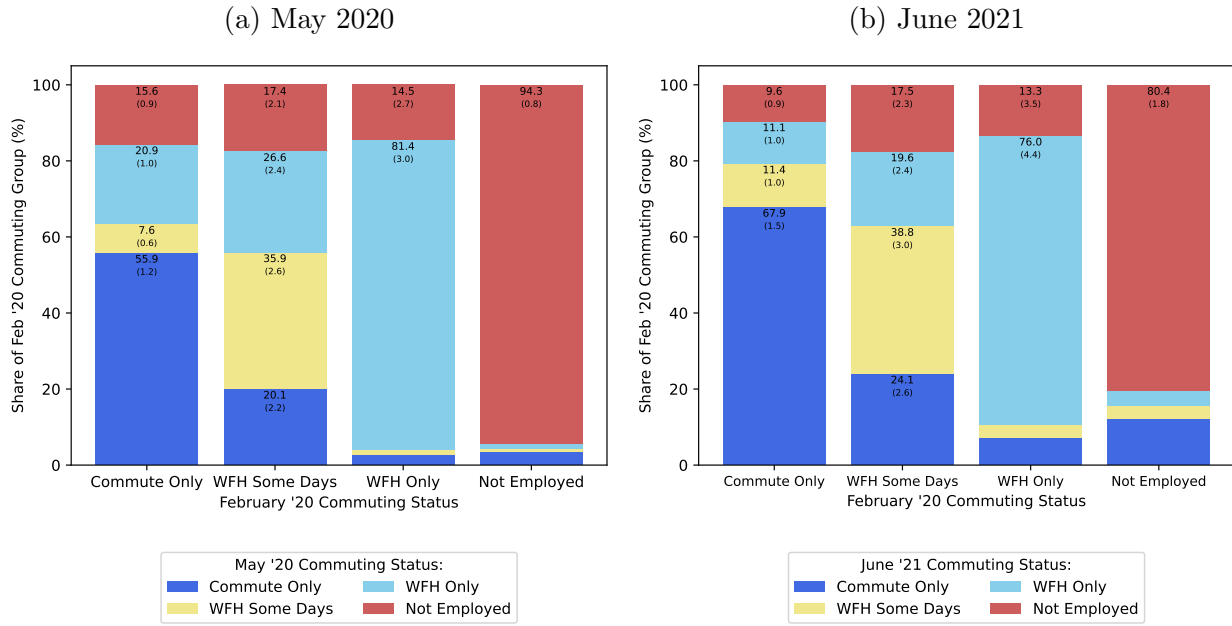 (a) May 2020
100
80
60
40
20
0
Share of Feb '20 Commuting Group (%)
15.6
(0.9)
20.9
(1.0)
7.6
(0.6)
55.9
(1.2)
17.4
(2.1)
26.6
(2.4)
35.9
(2.6)
20.1
(2.2)
14.5
(2.7)
81.4
(3.0)
94.3
(0.8)
Commute Only
WFH Some Days
WFH Only
Not Employed
February '20 Commuting Status
May '20 Commuting Status:
Commute Only
WFH Some Days
WFH Only
Not Employed
(b) June 2021
100
80
60
40
20
0
Share of Feb '20 Commuting Group (%)
9.6
(0.9)
11.1
(1.0)
11.4
(1.0)
67.9
(1.5)
17.5
(2.3)
19.6
(2.4)
38.8
(3.0)
24.1
(2.6)
13.3
(3.5)
76.0
(4.4)
80.4
(1.8)
Commute Only
WFH Some Days
WFH Only
Not Employed
February '20 Commuting Status
June '21 Commuting Status:
Commute Only
WFH Some Days
WFH Only
Not Employed